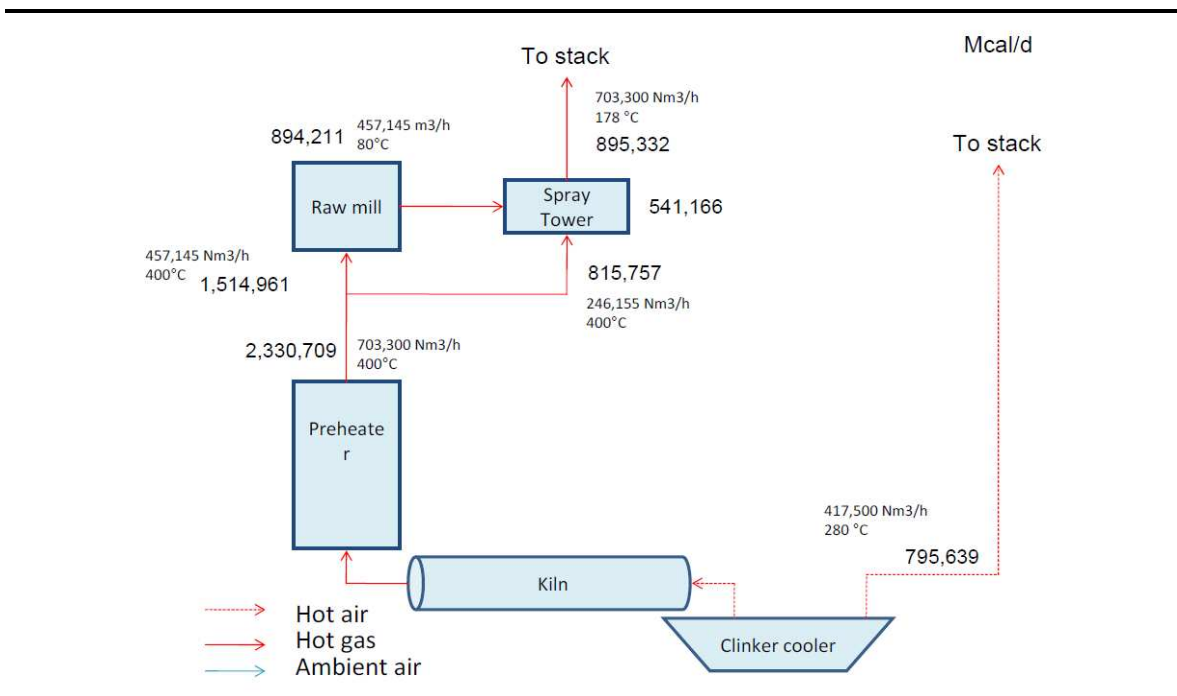 Mcal/d
To stack
703,300 Nm3/h
178 °C
895,332
To stack
894,211
457,145 m3/h
80°C
Raw mill
Spray
Tower
541,166
457,145 Nm3/h
400°C
1,514,961
815,757
246,155 Nm3/h
400°C
2,330,709
703,300 Nm3/h
400°C
Preheate
r
417,500 Nm3/h
280 °C
795,639
Kiln
Clinker cooler
Hot air
Hot gas
Ambient air